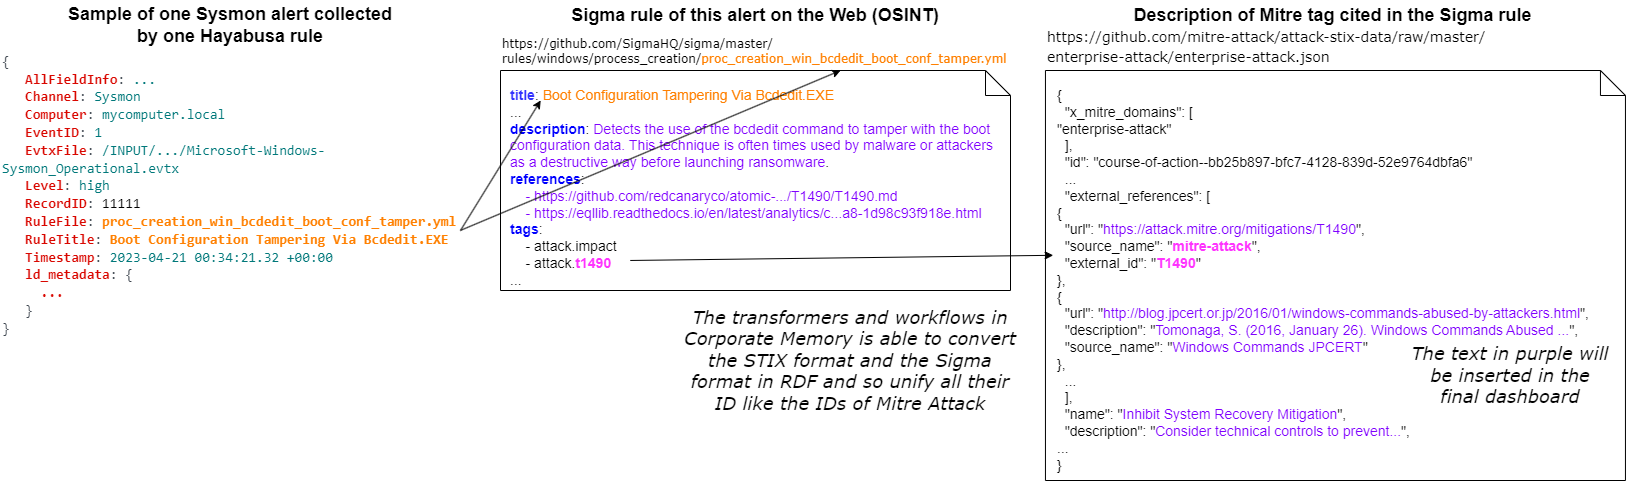 Sample of one Sysmon alert collected
by one Hayabusa rule
{
AllFieldInfo: ...
Channel: Sysmon
Computer: mycomputer.local
EventID: 1
EvtxFile: /INPUT/.../Microsoft-Windows-
Sysmon_Operational.evtx
Level: high
RecordID: 11111
RuleFile: proc_creation_win_bcdedit_boot_conf_tamper.yml
RuleTitle: Boot Configuration Tampering Via Bcdedit.EXE
Timestamp: 2023-04-21 00:34:21.32 +00:00
ld_metadata: {
...
}
}
Sigma rule of this alert on the Web (OSINT)
https://github.com/SigmaHQ/sigma/master/
rules/windows/process_creation/proc_creation_win_bcdedit_boot_conf_tamper.yml
title: Boot Configuration Tampering Via Bcdedit.EXE
...
description: Detects the use of the bcdedit command to tamper with the boot
configuration data. This technique is often times used by malware or attackers
as a destructive way before launching ransomware.
references:
- https://github.com/redcanaryco/atomic-.../T1490/T1490.md
- https://eqllib.readthedocs.io/en/latest/analytics/c...a8-1d98c93f918e.html
tags:
- attack.impact
- attack.t1490
...
The transformers and workflows in
Corporate Memory is able to convert
the STIX format and the Sigma
format in RDF and so unify all their
ID like the IDs of Mitre Attack
Description of Mitre tag cited in the Sigma rule
https://github.com/mitre-attack/attack-stix-data/raw/master/
enterprise-attack/enterprise-attack.json
{
"x_mitre_domains": [
"enterprise-attack"
],
"id": "course-of-action--bb25b897-bfc7-4128-839d-52e9764dbfa6"
...
"external_references": [
{
"url": "https://attack.mitre.org/mitigations/T1490",
"source_name": "mitre-attack",
"external_id": "T1490"
},
{
"url": "http://blog.jpcert.or.jp/2016/01/windows-commands-abused-by-attackers.html",
"description": "Tomonaga, S. (2016, January 26). Windows Commands Abused ...",
"source_name": "Windows Commands JPCERT"
},
...
],
"name": "Inhibit System Recovery Mitigation",
"description": "Consider technical controls to prevent...",
...
}
The text in purple will
be inserted in the
final dashboard